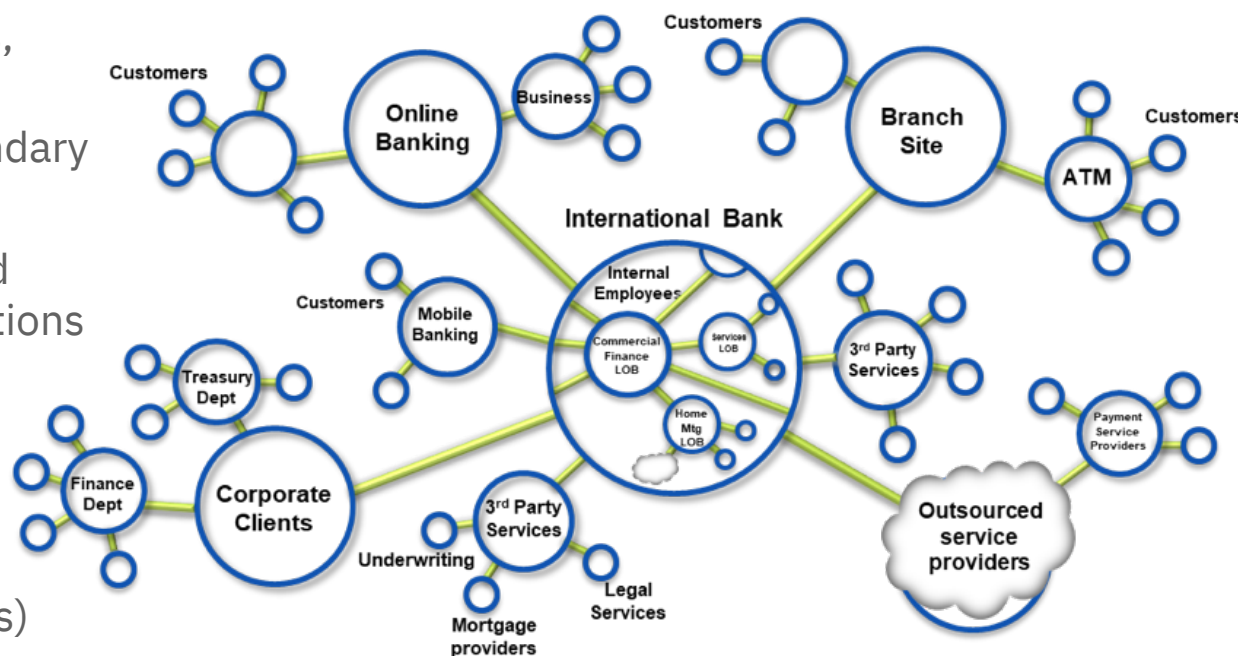 ,
ndary
d
tions
s)
Customers
Online
Banking
Business
Customers
Branch
Site
Customers
ATM
International Bank
Internal
Employees
Commercial
Finance
LOB
Services
LOB
Home
Mtg
LOB
Customers
Mobile
Banking
3rd Party
Services
Treasury
Dept
Finance
Dept
Corporate
Clients
3rd Party
Services
Underwriting
Legal
Services
Mortgage
providers
Payment
Service
Providers
Outsourced
service
providers